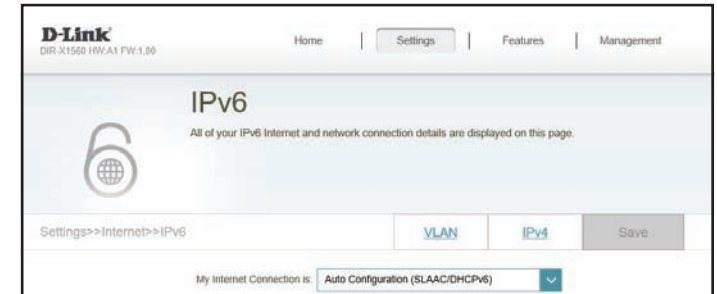 D-Link
DIR-X1560 HW:A1 FW:1.00
Home | Settings | Features | Management
IPv6
All of your IPv6 Internet and network connection details are displayed on this page.
Settings>>Internet>>IPv6
VLAN
IPv4
Save
My Internet Connection is: Auto Configuration (SLAAC/DHCPv6)